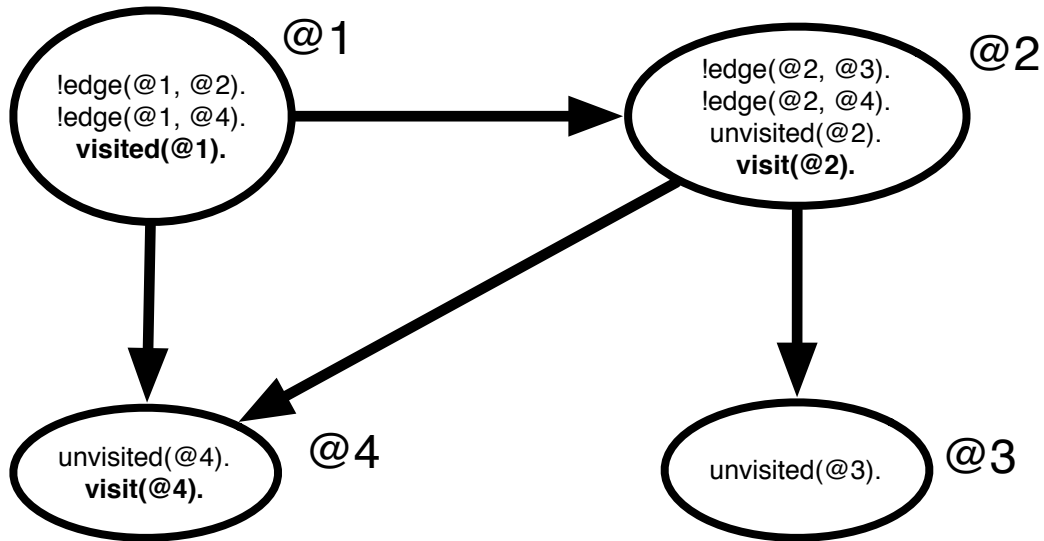 @1
!edge(@1, @2).
!edge(@1, @4).
visited(@1).
@2
!edge(@2, @3).
!edge(@2, @4).
unvisited(@2).
visit(@2).
unvisited(@4).
visit(@4).
@4
unvisited(@3).
@3